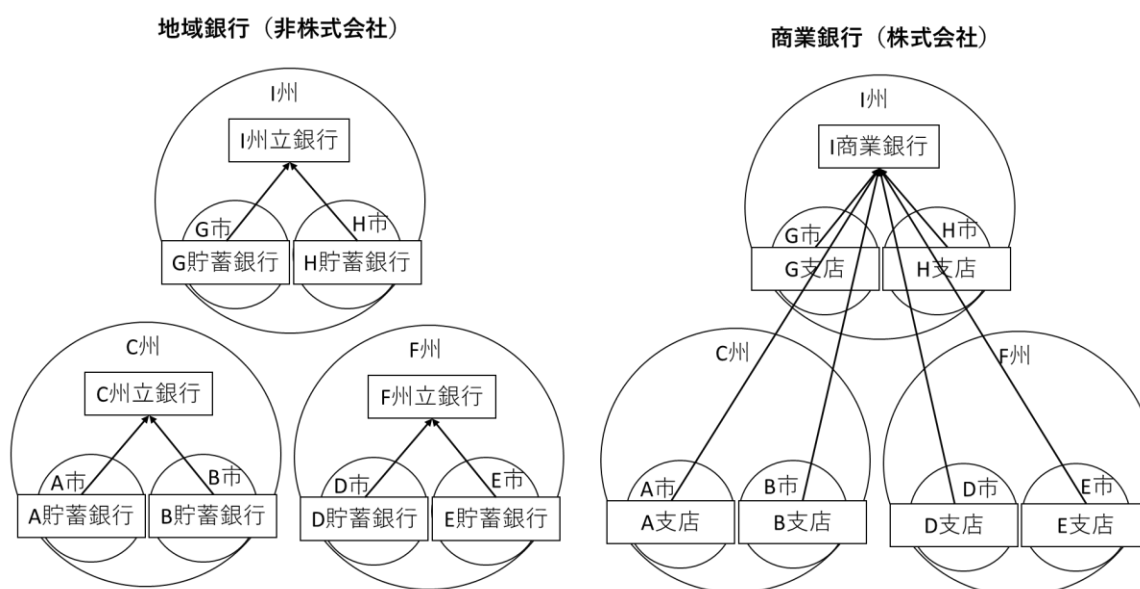 地域銀行（非株式会社）
I州
I州立銀行
G市
H市
G貯蓄銀行
H貯蓄銀行
C州
C州立銀行
A市
B市
A貯蓄銀行
B貯蓄銀行
F州
F州立銀行
D市
E市
D貯蓄銀行
E貯蓄銀行
商業銀行（株式会社）
I州
I商業銀行
G市
H市
G支店
H支店
C州
A市
B市
A支店
B支店
F州
D市
E市
D支店
E支店